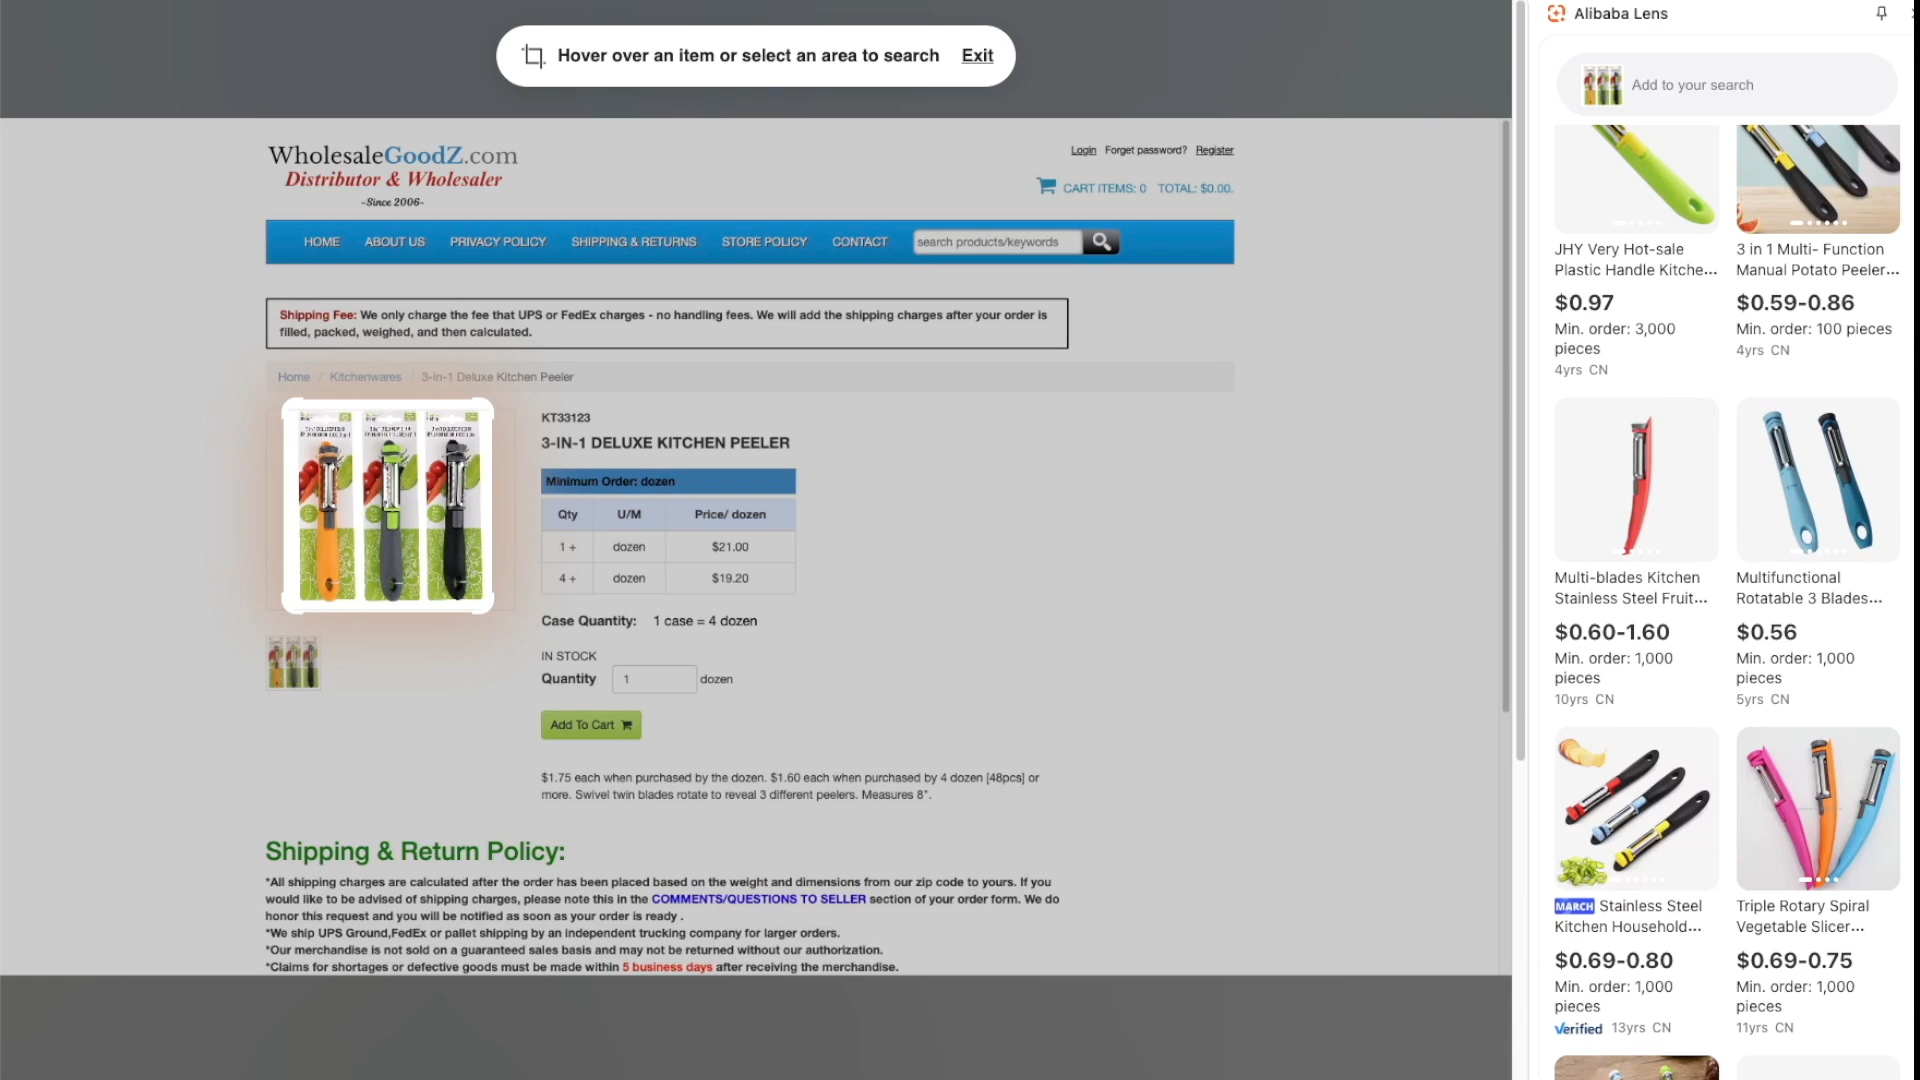 Hover over an item or select an area to search Exit
WholesaleGoodZ.com
Distributor & Wholesaler
-Since 2006-
Login Forget password? Register
CART ITEMS: 0 TOTAL: $0.00.
HOME ABOUT US PRIVACY POLICY SHIPPING & RETURNS STORE POLICY CONTACT search products/keywords
Shipping Fee: We only charge the fee that UPS or FedEx charges - no handling fees. We will add the shipping charges after your order is
filled, packed, weighed, and then calculated.
Home / Kitchenwares / 3-in-1 Deluxe Kitchen Peeler
KT33123
3-IN-1 DELUXE KITCHEN PEELER
Minimum Order: dozen
Qty U/M Price/ dozen
1 + dozen $21.00
4 + dozen $19.20
Case Quantity: 1 case = 4 dozen
IN STOCK
Quantity 1 dozen
Add To Cart
$1.75 each when purchased by the dozen. $1.60 each when purchased by 4 dozen [48pcs] or
more. Swivel twin blades rotate to reveal 3 different peelers. Measures 8".
Shipping & Return Policy:
*All shipping charges are calculated after the order has been placed based on the weight and dimensions from our zip code to yours. If you
would like to be advised of shipping charges, please note this in the COMMENTS/QUESTIONS TO SELLER section of your order form. We do
honor this request and you will be notified as soon as your order is ready .
*We ship UPS Ground,FedEx or pallet shipping by an independent trucking company for larger orders.
*Our merchandise is not sold on a guaranteed sales basis and may not be returned without our authorization.
*Claims for shortages or defective goods must be made within 5 business days after receiving the merchandise.
Alibaba Lens
Add to your search
JHY Very Hot-sale
Plastic Handle Kitche...
$0.97
Min. order: 3,000
pieces
4yrs CN
3 in 1 Multi- Function
Manual Potato Peeler...
$0.59-0.86
Min. order: 100 pieces
4yrs CN
Multi-blades Kitchen
Stainless Steel Fruit...
$0.60-1.60
Min. order: 1,000
pieces
10yrs CN
Multifunctional
Rotatable 3 Blades...
$0.56
Min. order: 1,000
pieces
5yrs CN
MARCH Stainless Steel
Kitchen Household...
$0.69-0.80
Min. order: 1,000
pieces
Verified 13yrs CN
Triple Rotary Spiral
Vegetable Slicer...
$0.69-0.75
Min. order: 1,000
pieces
11yrs CN